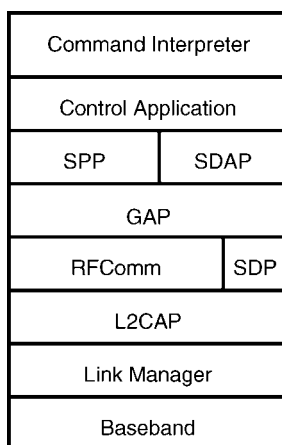 Command Interpreter
Control Application
SPP SDAP
GAP
RFComm SDP
L2CAP
Link Manager
Baseband